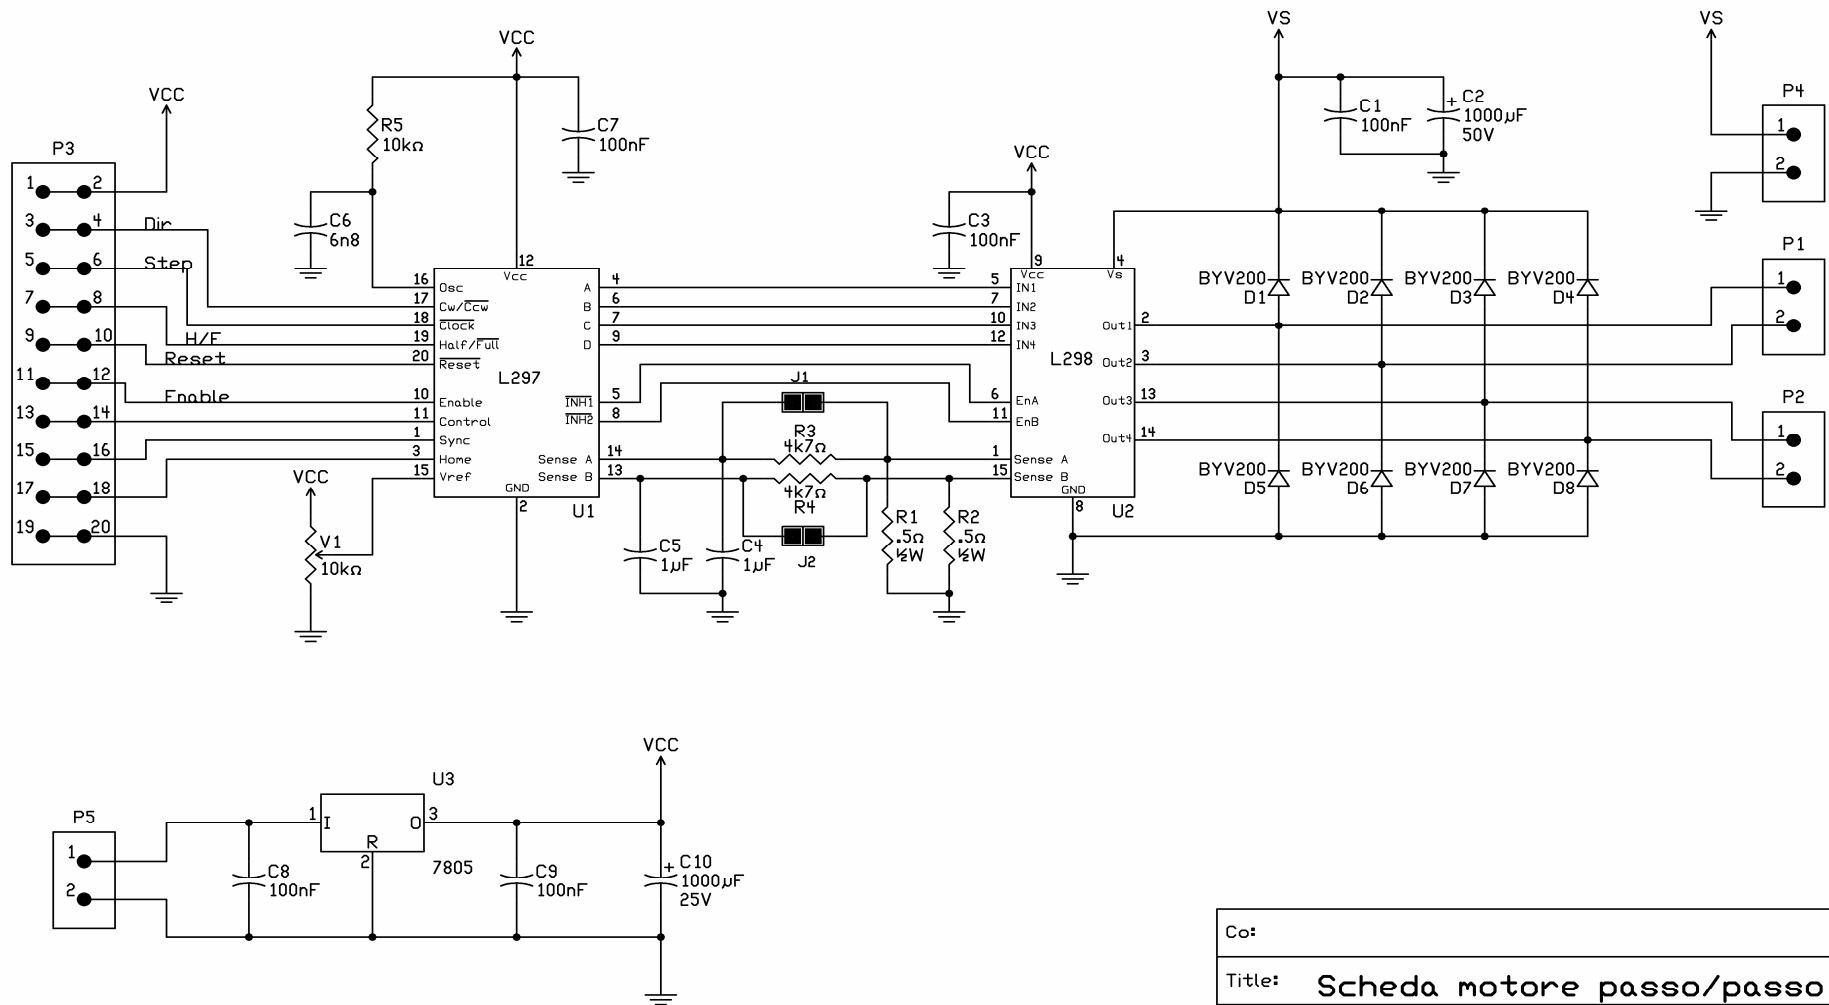 VCC
VCC
VS
VS
P3
1 2
3 4
5 6
7 8
9 10
11 12
13 14
15 16
17 18
19 20
Dir
Step
H/F
Reset
Enable
R5
10kΩ
C6
6n8
C7
100nF
VCC
V1
10kΩ
12
Vcc
16 Osc
17 Cw/Ccw
18 Clock
19 Half/Full
20 Reset
10 Enable
11 Control
1 Sync
3 Home
15 Vref
L297
A 4
B 6
C 7
D 9
INH1 5
INH2 8
Sense A 14
Sense B 13
GND
2
U1
J1
R3
4k7Ω
4k7Ω
R4
J2
C5
1µF
C4
1µF
R1
.5Ω
½W
R2
.5Ω
½W
VCC
C3
100nF
9
Vcc
4
Vs
5 IN1
7 IN2
10 IN3
12 IN4
6 EnA
11 EnB
1 Sense A
15 Sense B
L298
Out1 2
Out2 3
Out3 13
Out4 14
GND
8
U2
C1
100nF
+ C2
1000µF
50V
BYV200
D1
BYV200
D2
BYV200
D3
BYV200
D4
BYV200
D5
BYV200
D6
BYV200
D7
BYV200
D8
P4
1
2
P1
1
2
P2
1
2
P5
1
2
C8
100nF
U3
1 I
O 3
R
2
7805
C9
100nF
VCC
+ C10
1000µF
25V
Co:
Title: Scheda motore passo/passo